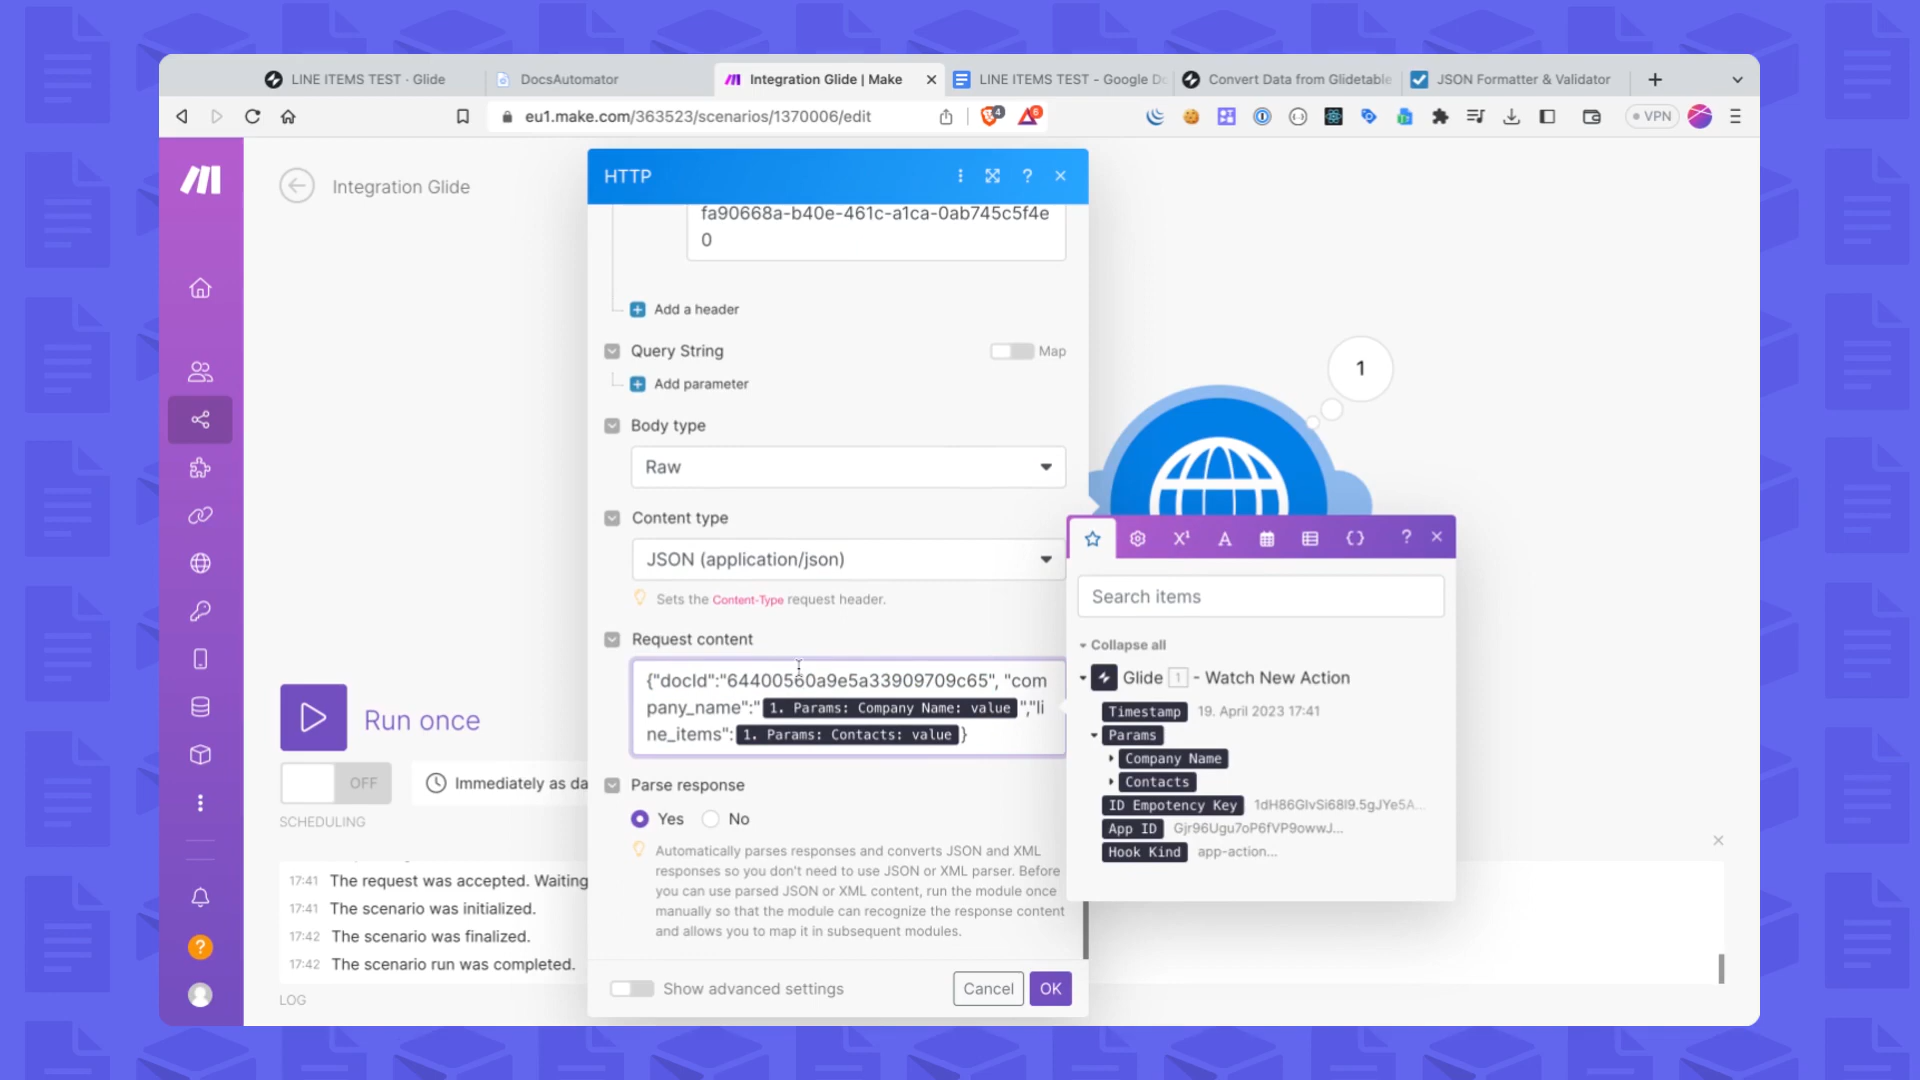 LINE ITEMS TEST · Glide
DocsAutomator
Integration Glide | Make
LINE ITEMS TEST - Google Do
Convert Data from Glidetable
JSON Formatter & Validator
eu1.make.com/363523/scenarios/1370006/edit
4
6
VPN
Integration Glide
HTTP
fa90668a-b40e-461c-a1ca-0ab745c5f4e
0
Add a header
Query String
Map
Add parameter
Body type
Raw
Content type
JSON (application/json)
Sets the Content-Type request header.
Request content
{"docId":"64400560a9e5a33909709c65", "com
pany_name":" 1. Params: Company Name: value ","li
ne_items": 1. Params: Contacts: value }
Parse response
Yes
No
Automatically parses responses and converts JSON and XML
responses so you don't need to use JSON or XML parser. Before
you can use parsed JSON or XML content, run the module once
manually so that the module can recognize the response content
and allows you to map it in subsequent modules.
Show advanced settings
Cancel
OK
1
Search items
Collapse all
Glide 1 - Watch New Action
Timestamp 19. April 2023 17:41
Params
Company Name
Contacts
ID Empotency Key 1dH86GlvSi68I9.5gJYe5A...
App ID Gjr96Ugu7oP6fVP9owwJ...
Hook Kind app-action...
Run once
OFF
Immediately as da
SCHEDULING
17:41 The request was accepted. Waiting
17:41 The scenario was initialized.
17:42 The scenario was finalized.
17:42 The scenario run was completed.
LOG